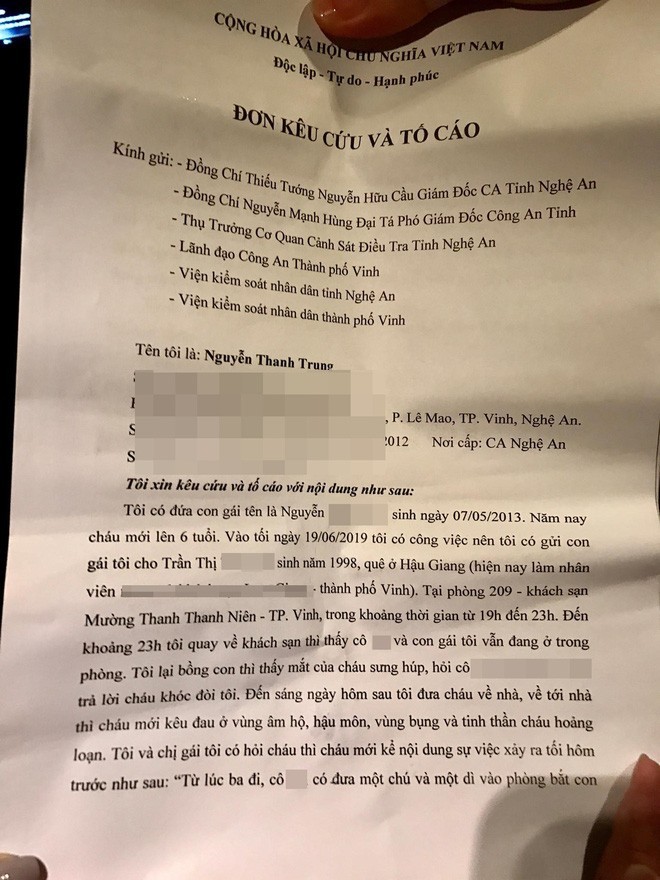 CỘNG HÒA XÃ HỘI CHỦ NGHĨA VIỆT NAM
Độc lập - Tự do - Hạnh phúc
ĐƠN KÊU CỨU VÀ TỐ CÁO
Kính gửi: - Đồng Chí Thiếu Tướng Nguyễn Hữu Cầu Giám Đốc CA Tỉnh Nghệ An
- Đồng Chí Nguyễn Mạnh Hùng Đại Tá Phó Giám Đốc Công An Tỉnh
- Thụ Trưởng Cơ Quan Cảnh Sát Điều Tra Tỉnh Nghệ An
- Lãnh đạo Công An Thành phố Vinh
- Viện kiểm soát nhân dân tỉnh Nghệ An
- Viện kiểm soát nhân dân thành phố Vinh
Tên tôi là: Nguyễn Thanh Trung
, P. Lê Mao, TP. Vinh, Nghệ An.
2012 Nơi cấp: CA Nghệ An
Tôi xin kêu cứu và tố cáo với nội dung như sau:
Tôi có đứa con gái tên là Nguyễn sinh ngày 07/05/2013. Năm nay
cháu mới lên 6 tuổi. Vào tối ngày 19/06/2019 tôi có công việc nên tôi có gửi con
gái tôi cho Trần Thị sinh năm 1998, quê ở Hậu Giang (hiện nay làm nhân
viên - thành phố Vinh). Tại phòng 209 - khách sạn
Mường Thanh Thanh Niên - TP. Vinh, trong khoảng thời gian từ 19h đến 23h. Đến
khoảng 23h tôi quay về khách sạn thì thấy cô và con gái tôi vẫn đang ở trong
phòng. Tôi lại bồng con thì thấy mắt của cháu sưng húp, hỏi cô
trả lời cháu khóc đòi tôi. Đến sáng ngày hôm sau tôi đưa cháu về nhà, về tới nhà
thì cháu mới kêu đau ở vùng âm hộ, hậu môn, vùng bụng và tinh thần cháu hoảng
loạn. Tôi và chị gái tôi có hỏi cháu thì cháu mới kể nội dung sự việc xảy ra tối hôm
trước như sau: “Từ lúc ba đi, cô có đưa một chú và một dì vào phòng bắt con